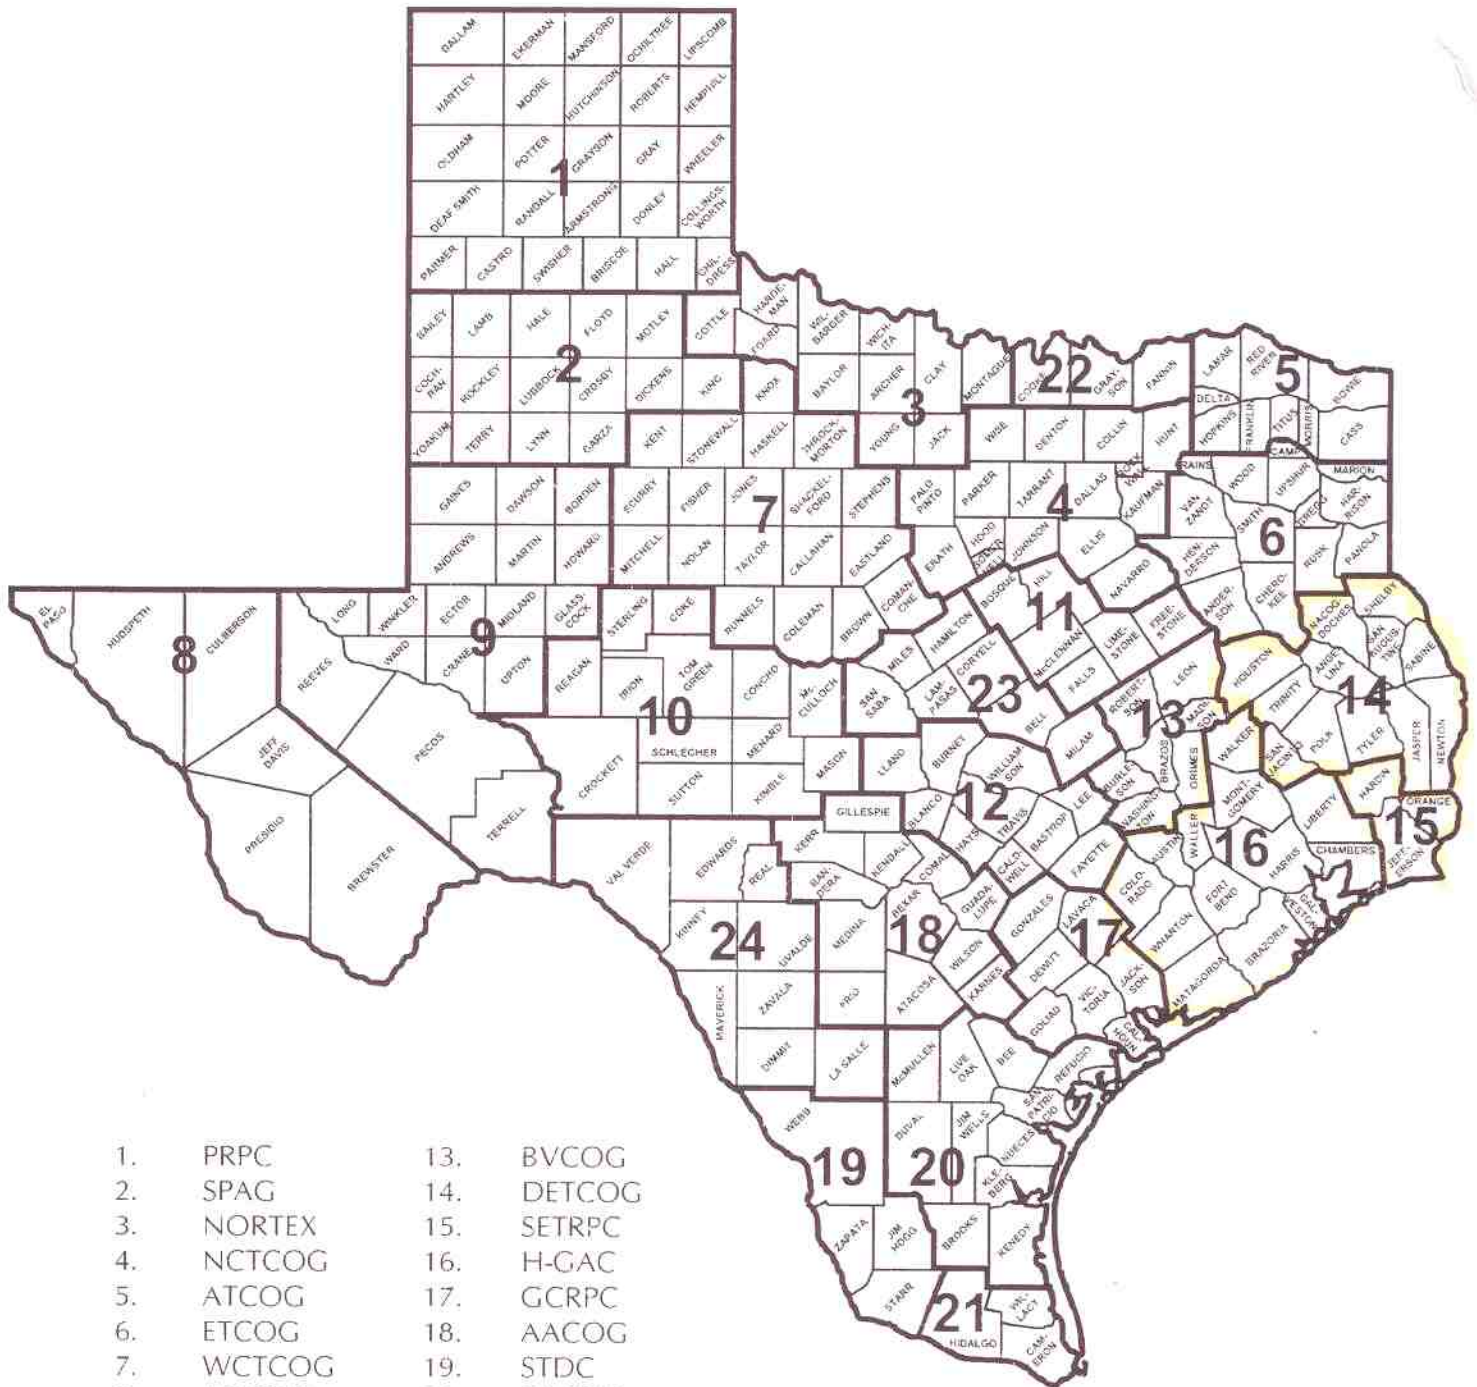 DALLAM
EKERMAN
MANSFORD
OCHILTREE
LIPSCOMB
HARTLEY
MOORE
HUTCHINSON
ROBERTS
HEMPHILL
OLDHAM
POTTER
GRAYSON
GRAY
WHEELER
1
DEAF SMITH
RANDALL
ARMSTRONG
DONLEY
COLLINGS-
WORTH
PARMER
CASTRO
SWISHER
BRISCOE
HALL
CHIL-
DRESS
BAILEY
LAMB
HALE
FLOYD
MOTLEY
COTTLE
HARDE-
MAN
FOARD
WIL-
BARGER
WICH-
ITA
CLAY
MONTAGUE
COOKE
22
GRAY-
SON
FANNIN
LAMAR
RED
RIVER
5
BOWIE
COCH-
RAN
HOCKLEY
2
LUBBOCK
CROSBY
DICKENS
KING
KNOX
BAYLOR
ARCHER
3
DELTA
HOPKINS
FRANKLIN
TITUS
MORRIS
CASS
YOAKUM
TERRY
LYNN
GARZA
KENT
STONEWALL
HASKELL
THROCK-
MORTON
YOUNG
JACK
WISE
DENTON
COLLIN
HUNT
CAMP
RAINS
WOOD
UPSHUR
MARION
GAINES
DAWSON
BORDEN
SCURRY
FISHER
JONES
7
SHACKEL-
FORD
STEPHENS
PALO
PINTO
PARKER
TARRANT
4
DALLAS
KAUFMAN
VAN
ZANDT
SMITH
6
HAR-
RISON
ANDREWS
MARTIN
HOWARD
MITCHELL
NOLAN
TAYLOR
CALLAHAN
EASTLAND
ERATH
HOOD
JOHNSON
ELLIS
HEN-
DERSON
RUSK
PANOLA
EL
PASO
HUDSPETH
CULBERSON
8
LONG
WINKLER
ECTOR
MIDLAND
GLASS-
COCK
STERLING
COKE
RUNNELS
COLEMAN
BROWN
COMAN-
CHE
BOSQUE
HILL
NAVARRO
ANDER-
SON
CHERO-
KEE
NACOG-
DOCHES
SHELBY
REEVES
WARD
CRANE
9
UPTON
REAGAN
IRION
TOM
GREEN
CONCHO
Mc
CULLOCH
MILES
HAMILTON
CORYELL
11
McCLENNAN
LIME-
STONE
FREE-
STONE
SAN
AUGUS-
TINE
SABINE
10
SAN
SABA
LAM-
PASAS
23
FALLS
LEON
HOUSTON
ANGE-
LINA
TRINITY
14
JEFF
DAVIS
PECOS
CROCKETT
SCHLECHER
MENARD
BELL
ROBERT-
SON
13
MADI-
SON
WALKER
POLK
TYLER
JASPER
NEWTON
PRESIDIO
BREWSTER
TERRELL
SUTTON
KIMBLE
MASON
LLANO
BURNEY
WILLIAM-
SON
MILAM
BRAZOS
GRIMES
SAN
JACINTO
HARDIN
GILLESPIE
BLANCO
12
TRAVIS
LEE
BURLE-
SON
WASHING-
TON
MONT-
GOMERY
LIBERTY
ORANGE
15
JEFF-
ERSON
VAL VERDE
EDWARDS
REAL
KERR
KENDALL
COMAL
HAYS
CALD-
WELL
BASTROP
FAYETTE
AUSTIN
WALLER
16
HARRIS
CHAMBERS
BAN-
DERA
BEXAR
GUADA-
LUPE
GONZALES
LAVACA
COLO-
RADO
FORT
BEND
GAL-
VESTON
KINNEY
24
UVALDE
MEDINA
18
WILSON
17
WHARTON
BRAZORIA
MAVERICK
ZAVALA
FRIO
ATACOSA
KARNES
DEWITT
JACK-
SON
MATAGORDA
DIMMIT
LA SALLE
McMULLEN
LIVE
OAK
BEE
GOLIAD
VIC-
TORIA
CAL-
HOUN
REFUGIO
WEBB
19
DUVAL
JIM
WELLS
SAN
PATRI-
CIO
NUECES
20
KLE-
BERG
ZAPATA
JIM
HOGG
BROOKS
KENEDY
STARR
21
HIDALGO
WIL-
LACY
CAM-
ERON
1. PRPC
2. SPAG
3. NORTEX
4. NCTCOG
5. ATCOG
6. ETCOG
7. WCTCOG
13. BVCOG
14. DETCOG
15. SETRPC
16. H-GAC
17. GCRPC
18. AACOG
19. STDC